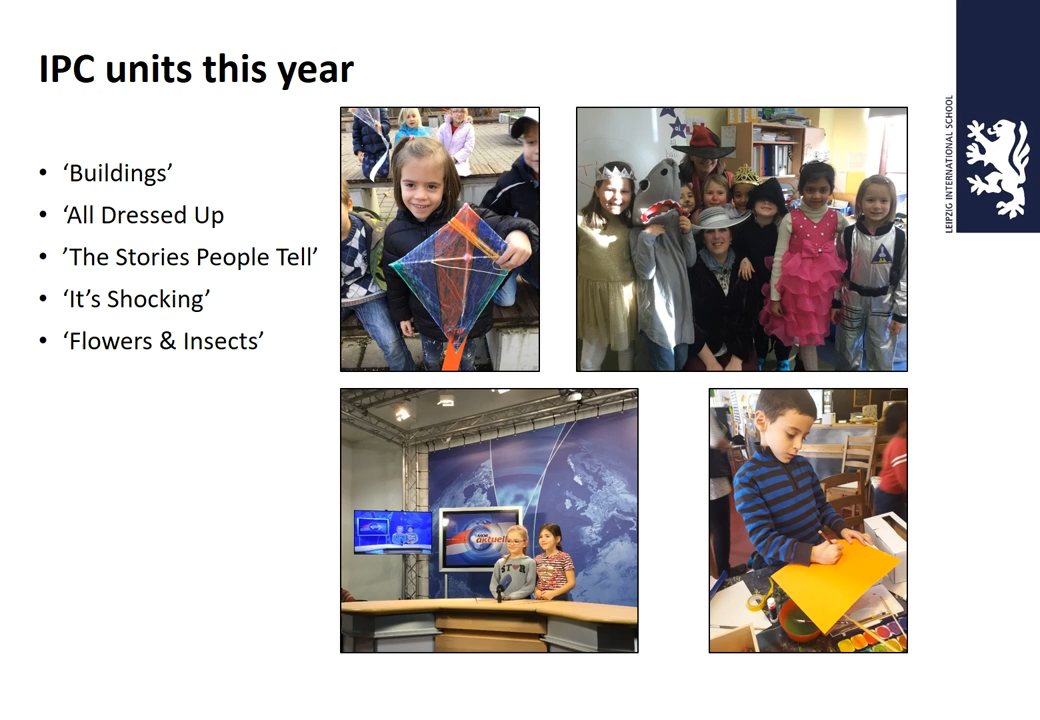 IPC units this year
• ‘Buildings’
• ‘All Dressed Up
• ’The Stories People Tell’
• ‘It’s Shocking’
• ‘Flowers & Insects’
LEIPZIG INTERNATIONAL SCHOOL
aktuell